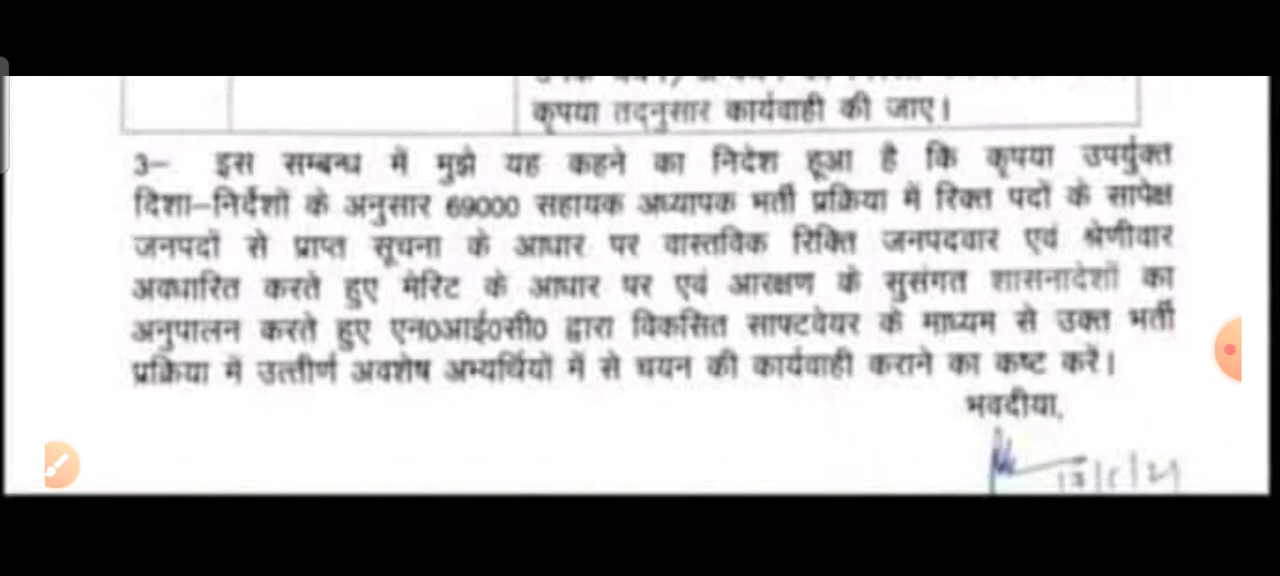 कृपया तद्नुसार कार्यवाही की जाए।
3– इस सम्बन्ध में मुझे यह कहने का निदेश हुआ है कि कृपया उपर्युक्त
दिशा–निर्देशों के अनुसार 69000 सहायक अध्यापक भर्ती प्रक्रिया में रिक्त पदों के सापेक्ष
जनपदों से प्राप्त सूचना के आधार पर वास्तविक रिक्ति जनपदवार एवं श्रेणीवार
अवधारित करते हुए मेरिट के आधार पर एवं आरक्षण के सुसंगत शासनादेशों का
अनुपालन करते हुए एन0आई0सी0 द्वारा विकसित साफ्टवेयर के माध्यम से उक्त भर्ती
प्रक्रिया में उत्तीर्ण अवशेष अभ्यर्थियों में से चयन की कार्यवाही कराने का कष्ट करें।
भवदीया,